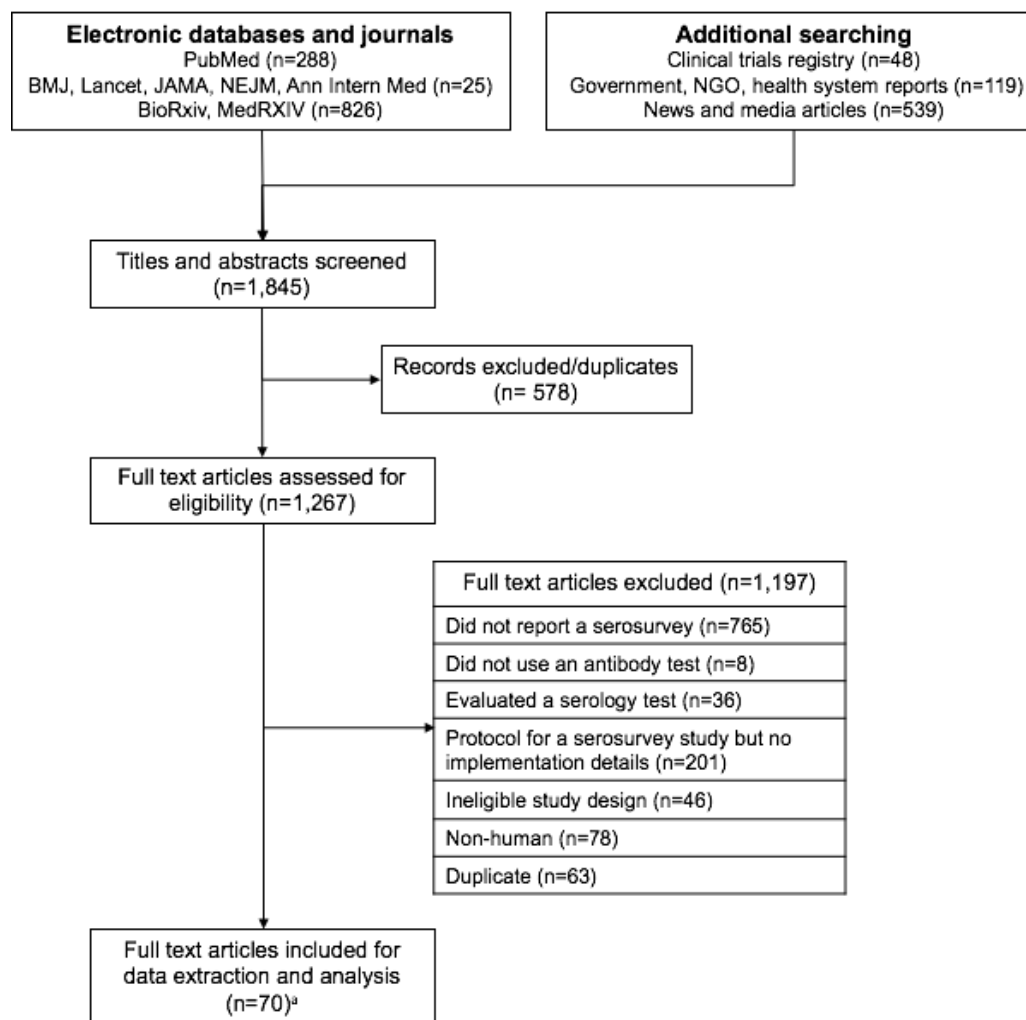 Electronic databases and journals
PubMed (n=288)
BMJ, Lancet, JAMA, NEJM, Ann Intern Med (n=25)
BioRxiv, MedRXIV (n=826)
Additional searching
Clinical trials registry (n=48)
Government, NGO, health system reports (n=119)
News and media articles (n=539)
Titles and abstracts screened
(n=1,845)
Records excluded/duplicates
(n= 578)
Full text articles assessed for
eligibility (n=1,267)
Full text articles excluded (n=1,197)
Did not report a serosurvey (n=765)
Did not use an antibody test (n=8)
Evaluated a serology test (n=36)
Protocol for a serosurvey study but no
implementation details (n=201)
Ineligible study design (n=46)
Non-human (n=78)
Duplicate (n=63)
Full text articles included for
data extraction and analysis
(n=70)ᵃ